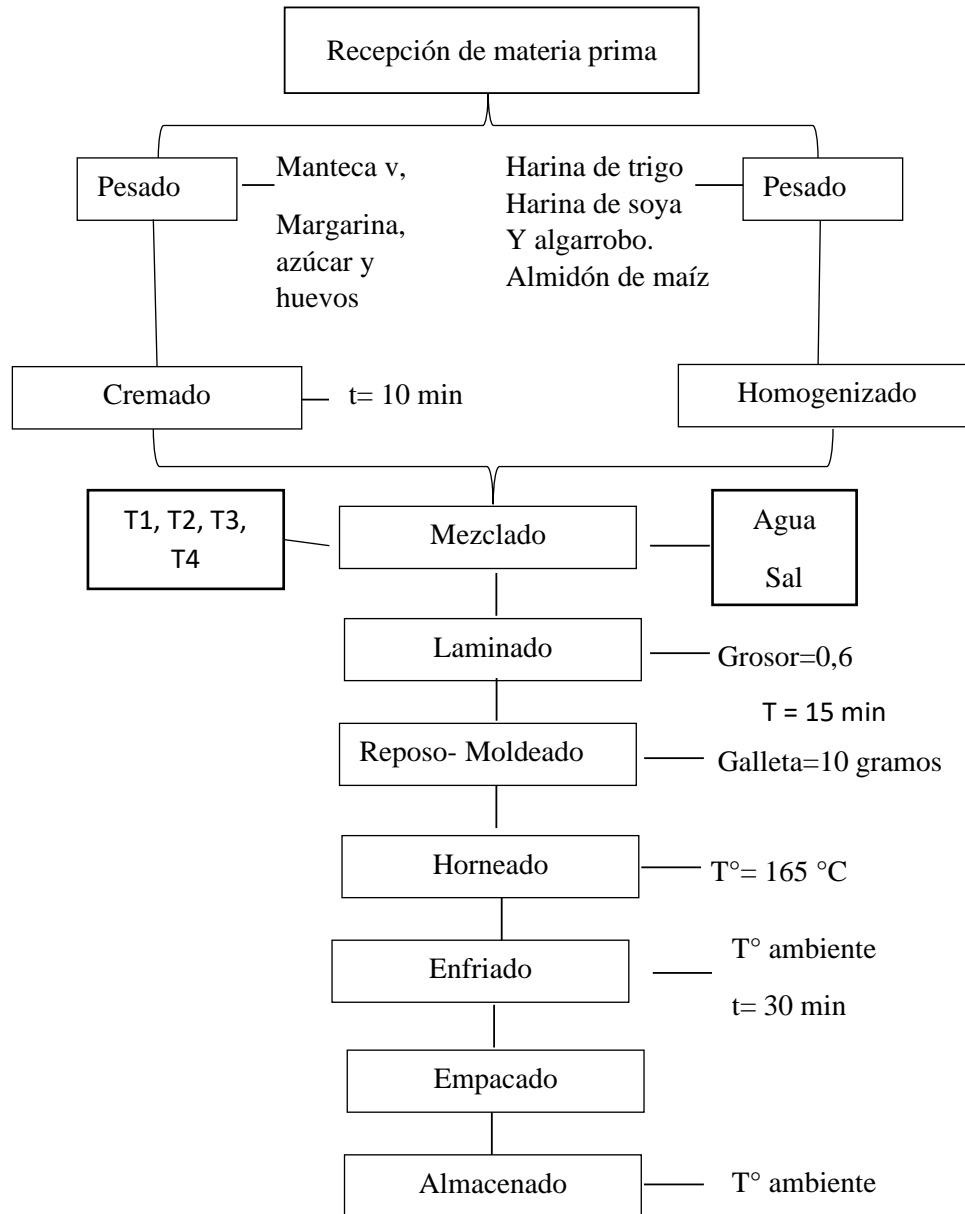 Recepción de materia prima
Pesado
Manteca v,
Margarina,
azúcar y
huevos
Harina de trigo
Harina de soya
Y algarrobo.
Almidón de maíz
Pesado
Cremado
t= 10 min
Homogenizado
T1, T2, T3,
T4
Mezclado
Agua
Sal
Laminado
Grosor=0,6
T = 15 min
Reposo- Moldeado
Galleta=10 gramos
Horneado
T°= 165 °C
Enfriado
T° ambiente
t= 30 min
Empacado
Almacenado
T° ambiente